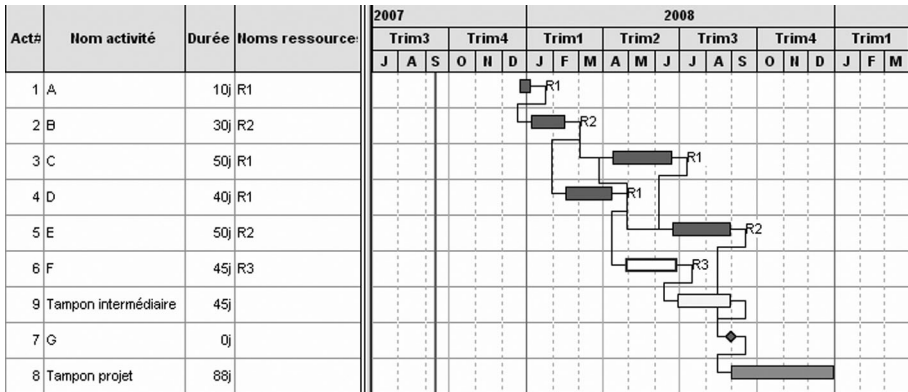 2007 2008
Act# Nom activité Durée Noms ressource: Trim3 Trim4 Trim1 Trim2 Trim3 Trim4 Trim1
J A S O N D J F M A M J J A S O N D J F M
1 A 10j R1 R1
2 B 30j R2 R2
3 C 50j R1 R1
4 D 40j R1 R1
5 E 50j R2 R2
6 F 45j R3 R3
9 Tampon intermédiaire 45j
7 G 0j
8 Tampon projet 88j